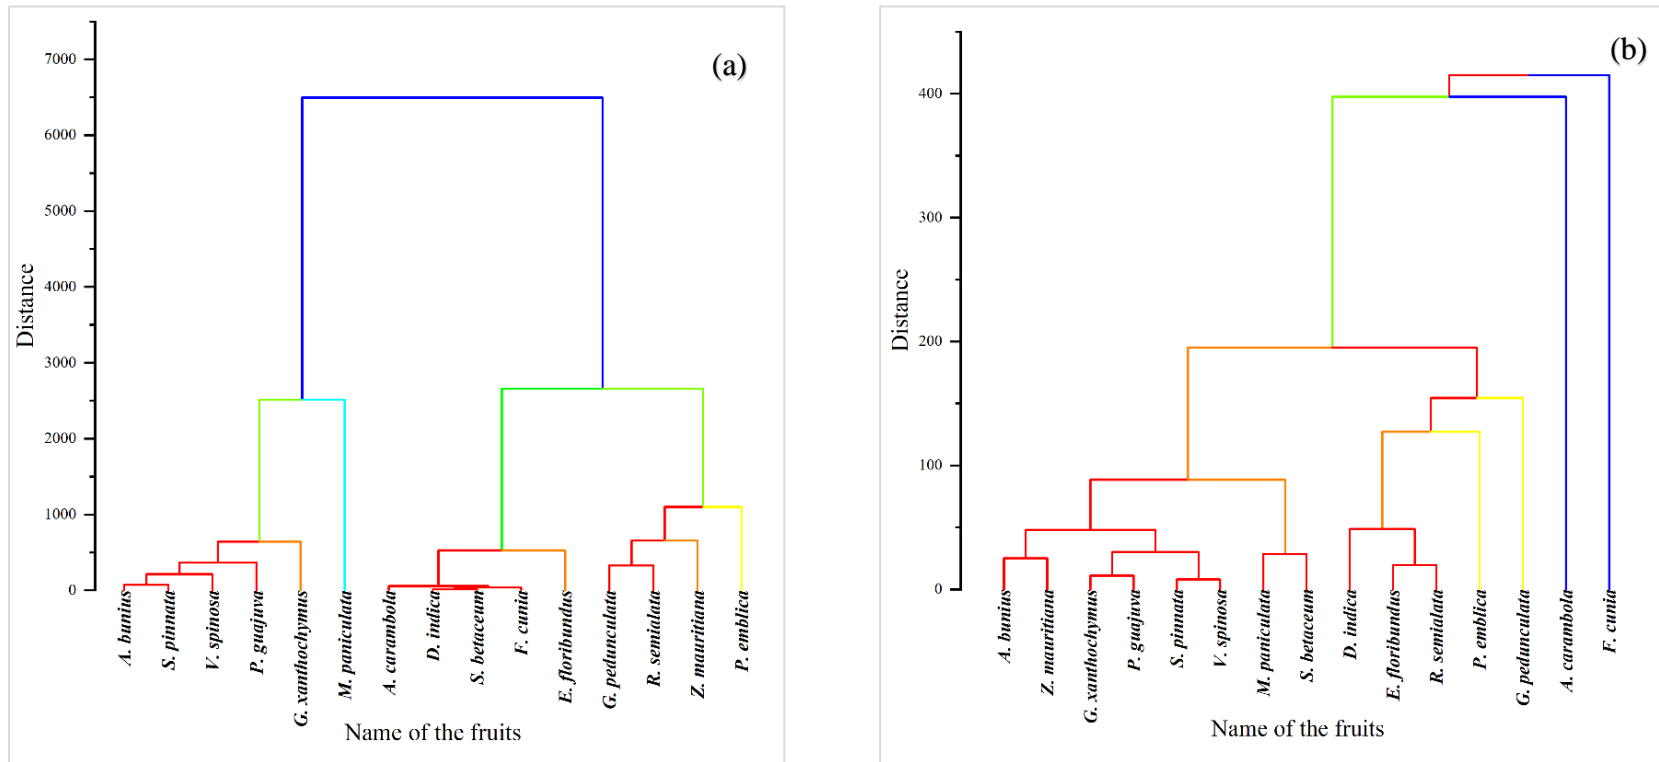 (a)
7000
6000
5000
4000
3000
2000
1000
0
Distance
A. bunius
S. pinnata
V. spinosa
P. guajuva
G. xanthochymus
M. paniculata
A. carambola
D. indica
S. betaceum
F. cunia
E. floribundus
G. pedunculata
R. semialata
Z. mauritiana
P. emblica
Name of the fruits
(b)
400
300
200
100
0
Distance
A. bunius
Z. mauritiana
G. xanthochymus
P. guajuva
S. pinnata
V. spinosa
M. paniculata
S. betaceum
D. indica
E. floribundus
R. semialata
P. emblica
G. pedunculata
A. carambola
F. cunia
Name of the fruits